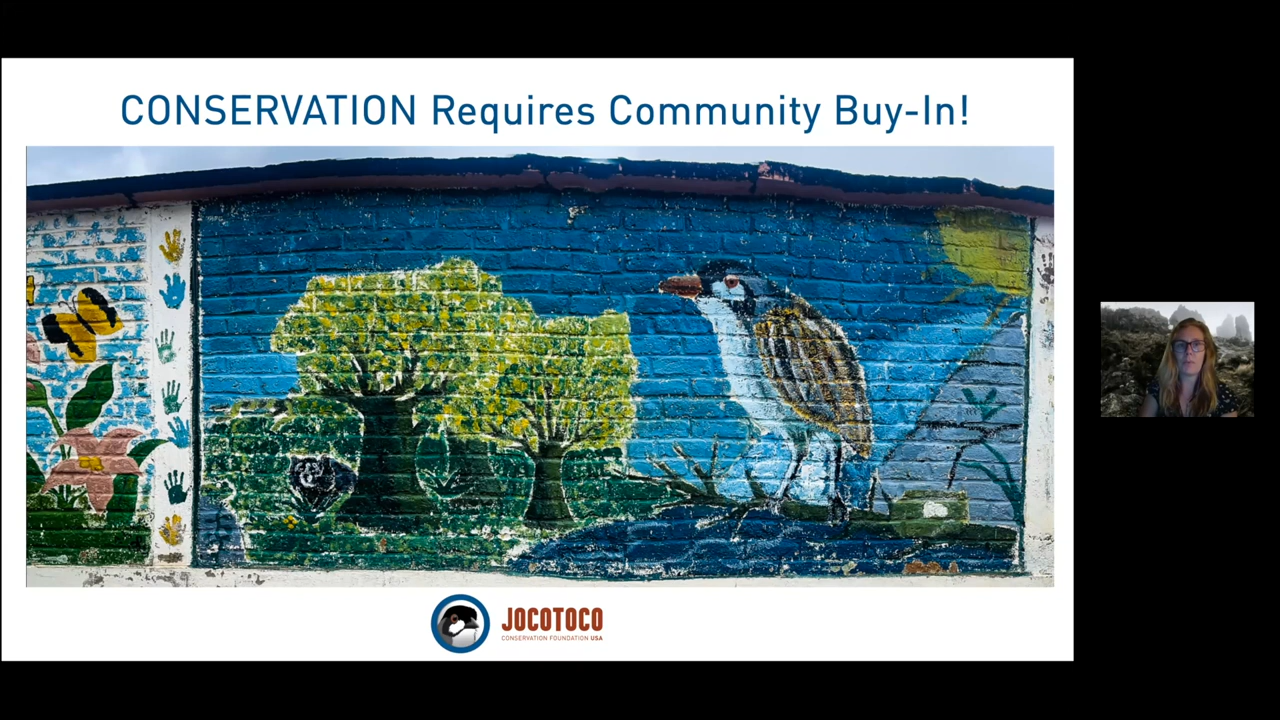 CONSERVATION Requires Community Buy-In!
JOCOTOCO
CONSERVATION FOUNDATION USA